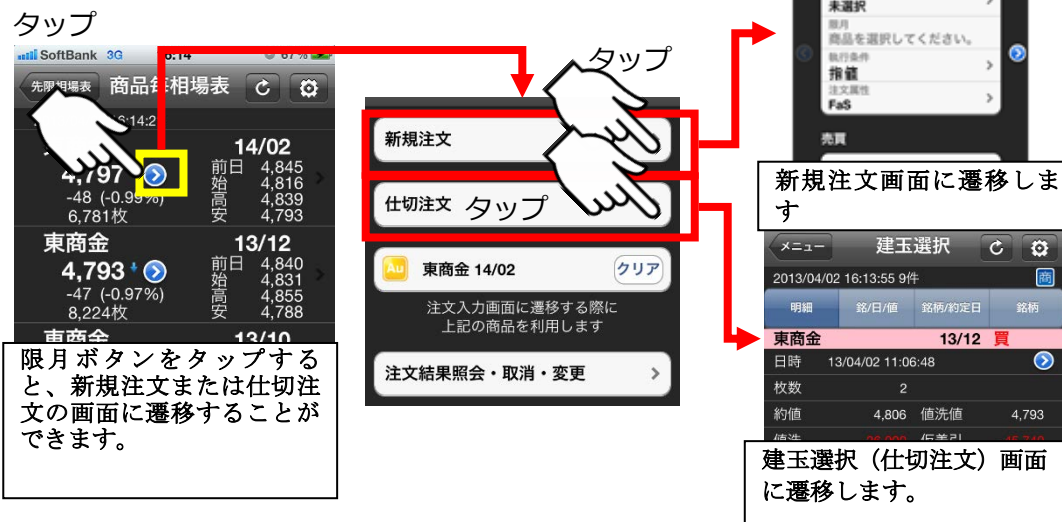 タップ
SoftBank 3G
67%
先限相場表
商品毎相場表
14/02
4,797
前日 4,845
始 4,816
-48 (-0.99%)
高 4,839
6,781枚
安 4,793
東商金 13/12
4,793
前日 4,840
始 4,831
-47 (-0.97%)
高 4,855
8,224枚
安 4,788
東商金 13/10
限月ボタンをタップする
と、新規注文または仕切注
文の画面に遷移することが
できます。
タップ
新規注文
仕切注文
タップ
Au 東商金 14/02 クリア
注文入力画面に遷移する際に
上記の商品を利用します
注文結果照会・取消・変更
未選択
限月
商品を選択してください。
執行条件
指値
注文属性
FaS
売買
新規注文画面に遷移しま
す
メニュー 建玉選択
2013/04/02 16:13:55 9件 商
明細 銘/日/値 銘柄/約定日 銘柄
東商金 13/12 買
日時 13/04/02 11:06:48
枚数 2
約値 4,806 値洗値 4,793
建玉選択（仕切注文）画面
に遷移します。